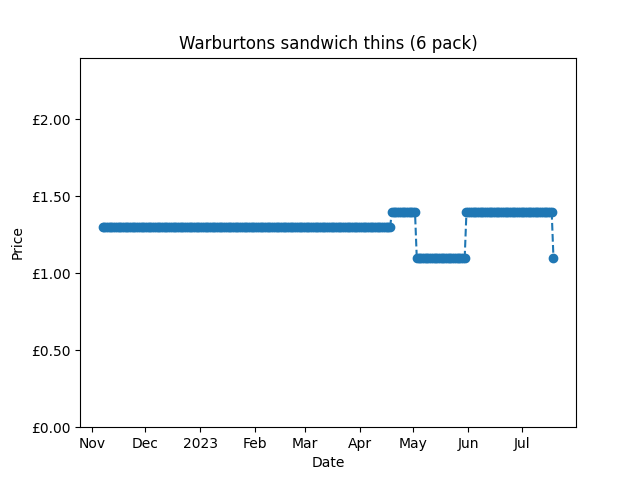 Warburtons sandwich thins (6 pack)
£2.00
£1.50
£1.00
£0.50
£0.00
Price
Nov Dec 2023 Feb Mar Apr May Jun Jul
Date